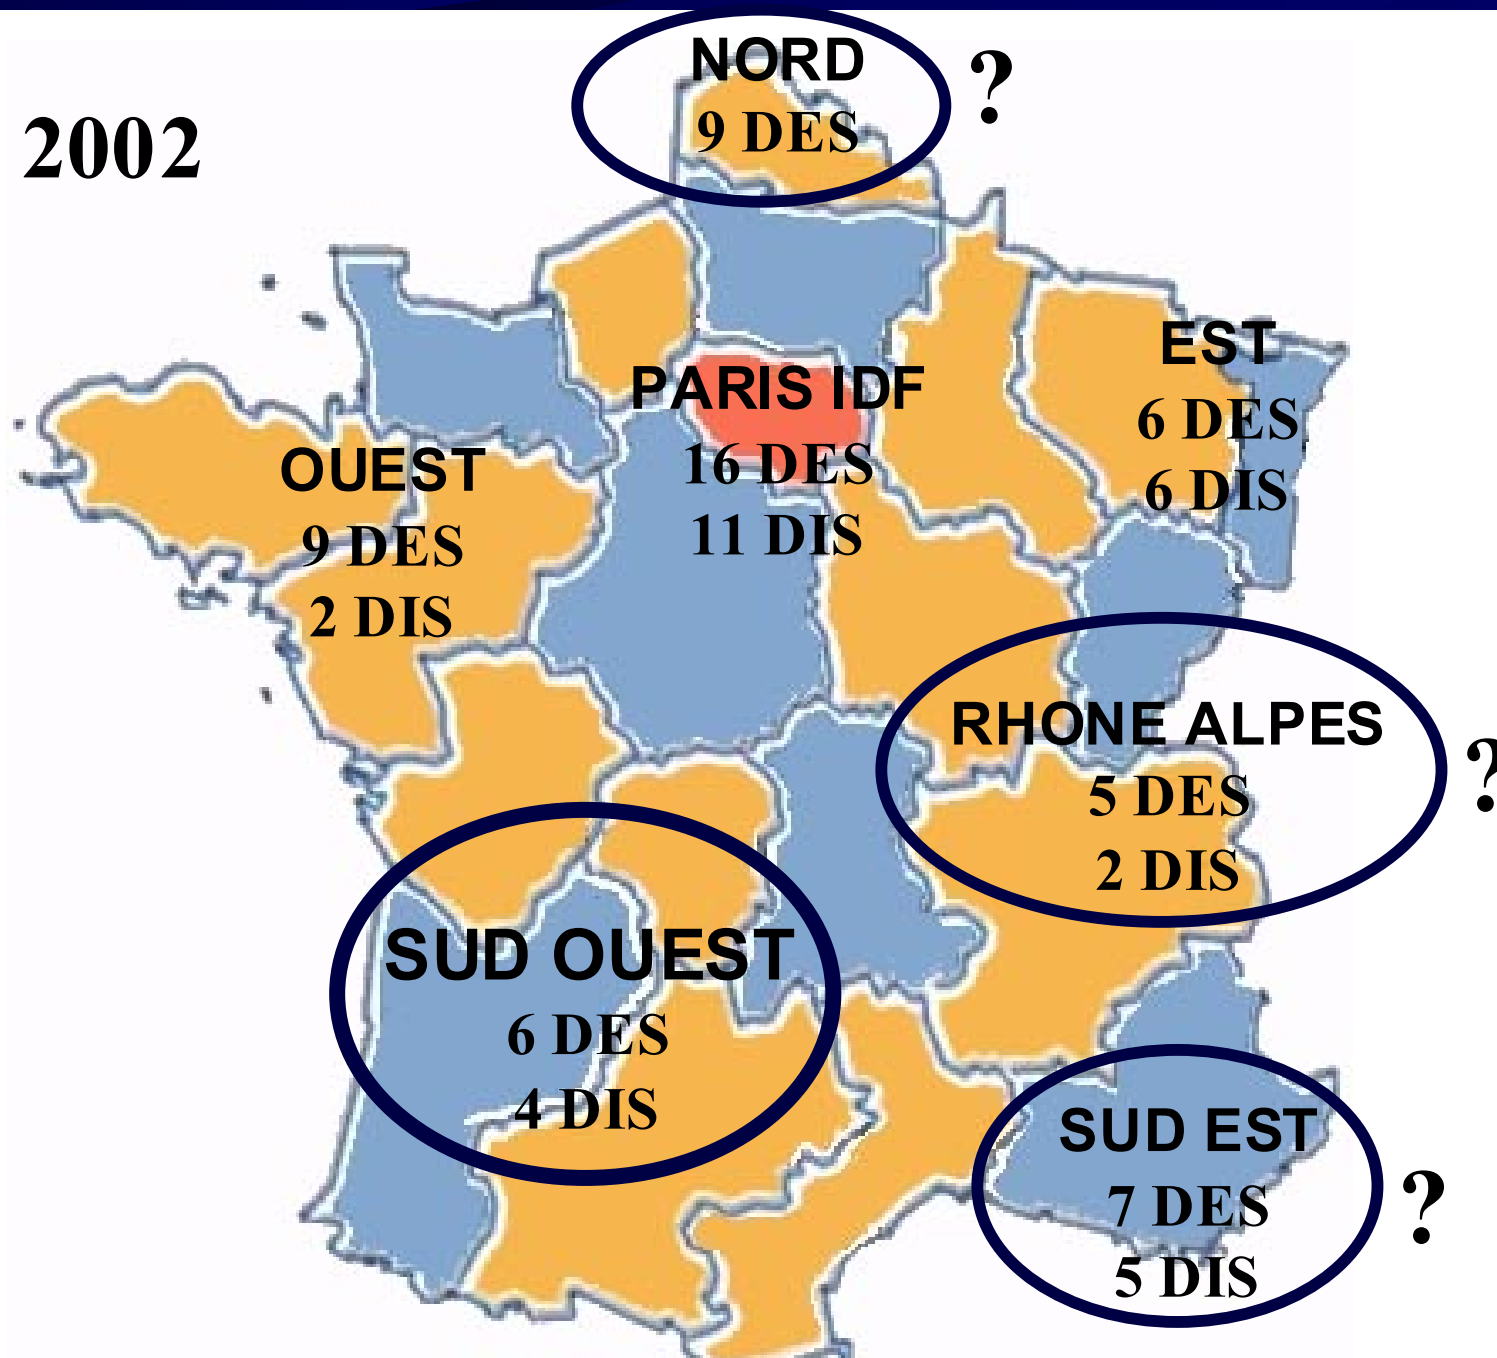 NORD
9 DES
?
2002
EST
6 DES
6 DIS
PARIS IDF
16 DES
11 DIS
OUEST
9 DES
2 DIS
RHONE ALPES
5 DES
2 DIS
?
SUD OUEST
6 DES
4 DIS
SUD EST
7 DES
5 DIS
?